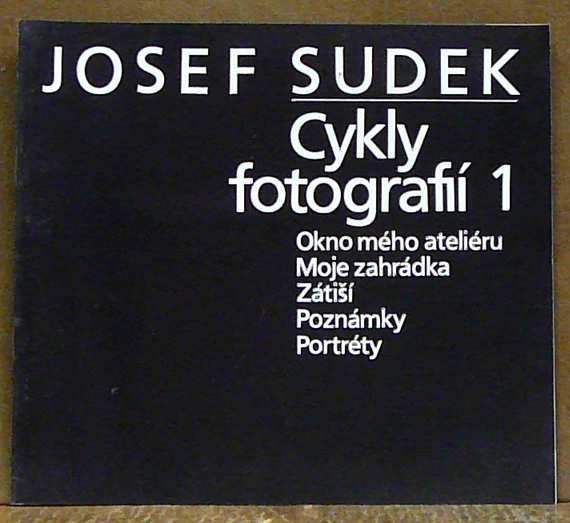 JOSEF SUDEK
Cykly
fotografií 1
Okno mého ateliéru
Moje zahrádka
Zátiší
Poznámky
Portréty